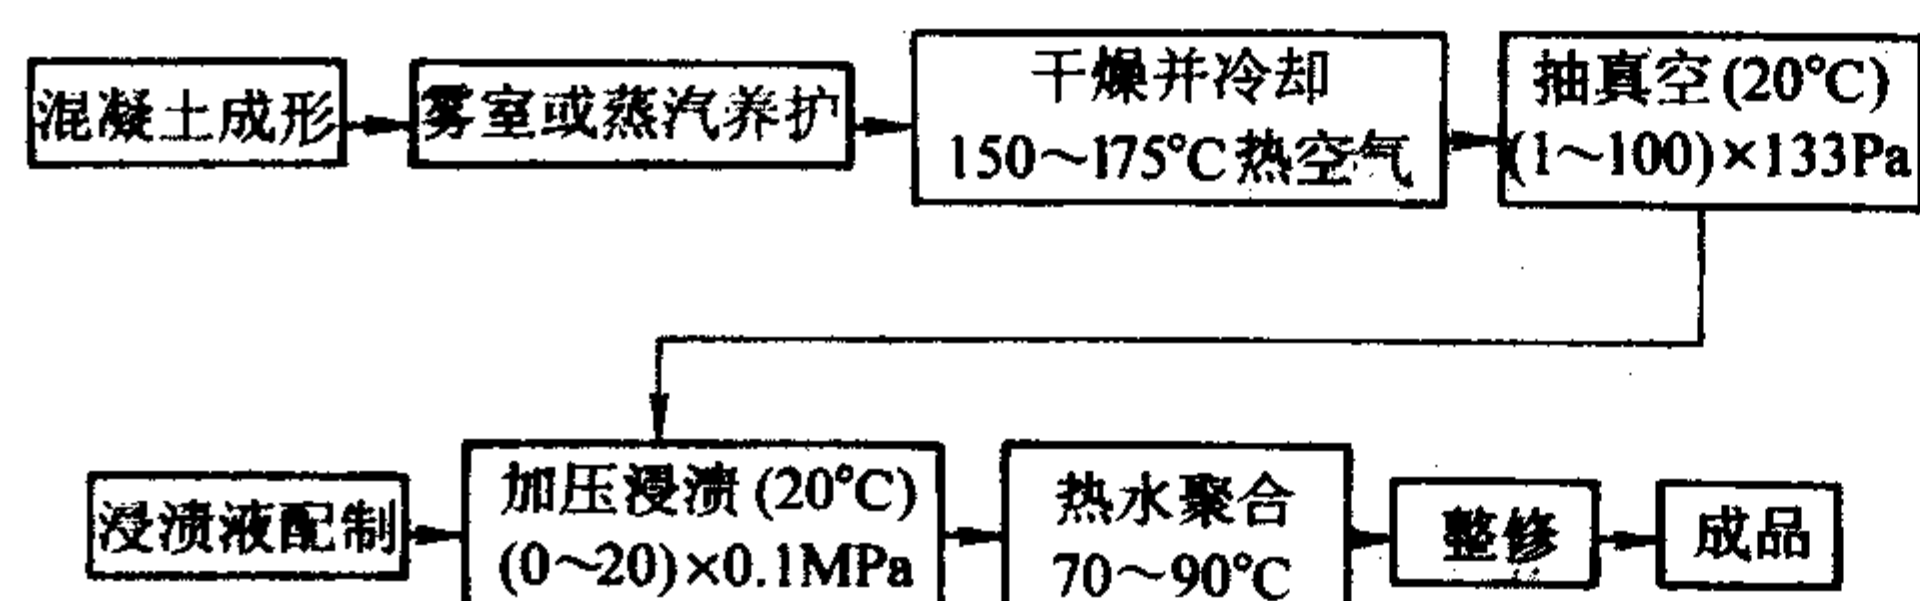 混凝土成形
雾室或蒸汽养护
干燥并冷却
150～175℃热空气
抽真空(20℃)
(1～100)×133Pa
浸渍液配制
加压浸渍(20℃)
(0～20)×0.1MPa
热水聚合
70～90℃
整修
成品